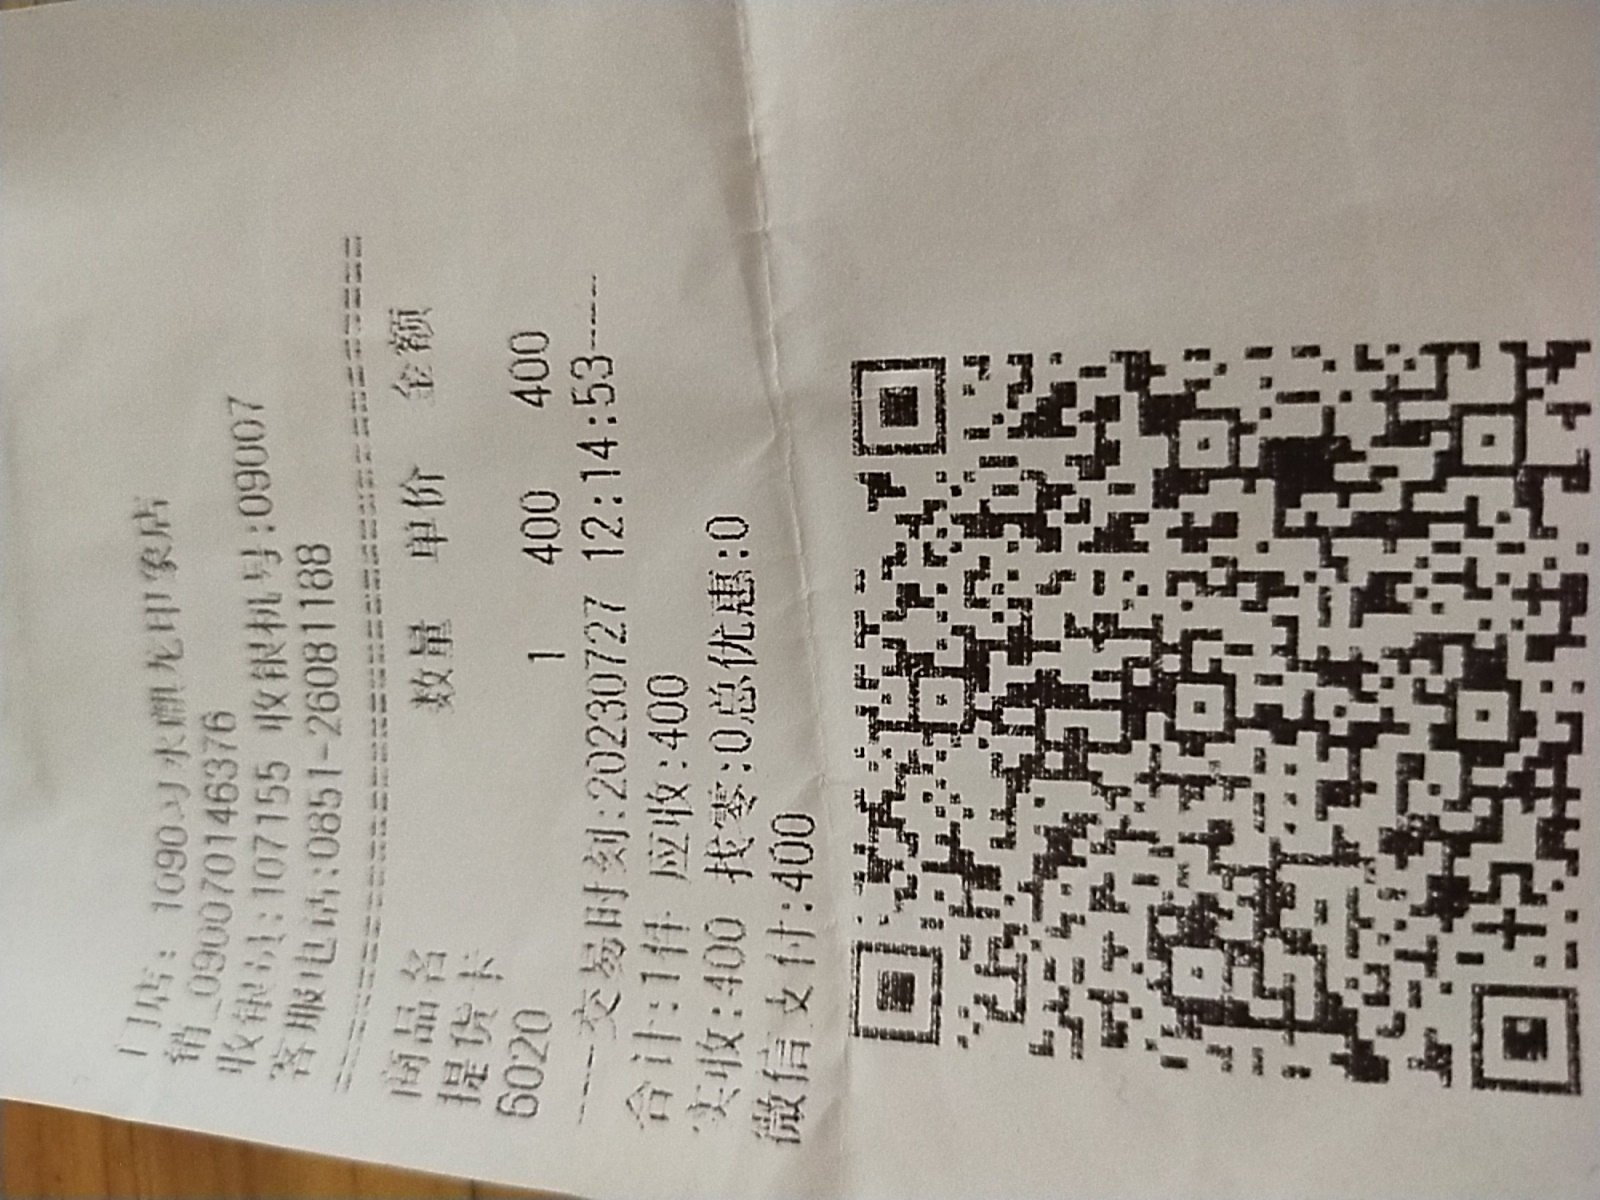 门店: 1090习水麒龙甲象店
销_0900701463376
收银员:107155 收银机号:09007
客服电话:0851-26081188
================================
商品名 数量 单价 金额
提货卡
6020 1 400 400
----交易时刻:20230727 12:14:53----
合计:1件 应收:400
实收:400 找零:0总优惠:0
微信支付:400